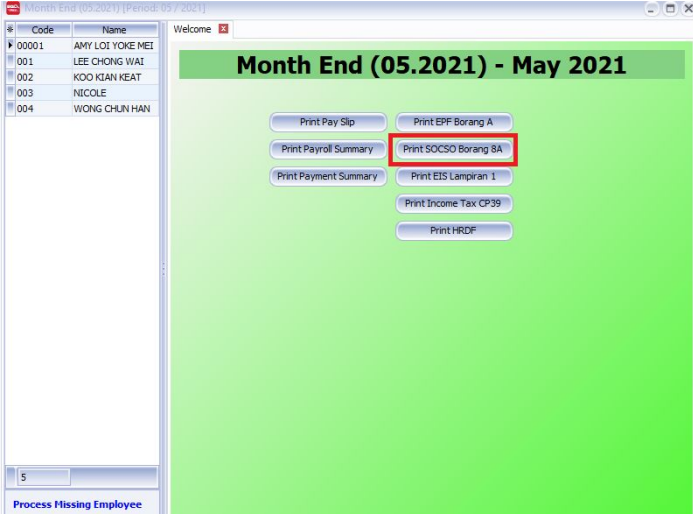 Month End (05.2021) [Period: 05 / 2021]
Code Name
00001 AMY LOI YOKE MEI
001 LEE CHONG WAI
002 KOO KIAN KEAT
003 NICOLE
004 WONG CHUN HAN
5
Process Missing Employee
Welcome
Month End (05.2021) - May 2021
Print Pay Slip Print EPF Borang A
Print Payroll Summary Print SOCSO Borang 8A
Print Payment Summary Print EIS Lampiran 1
Print Income Tax CP39
Print HRDF